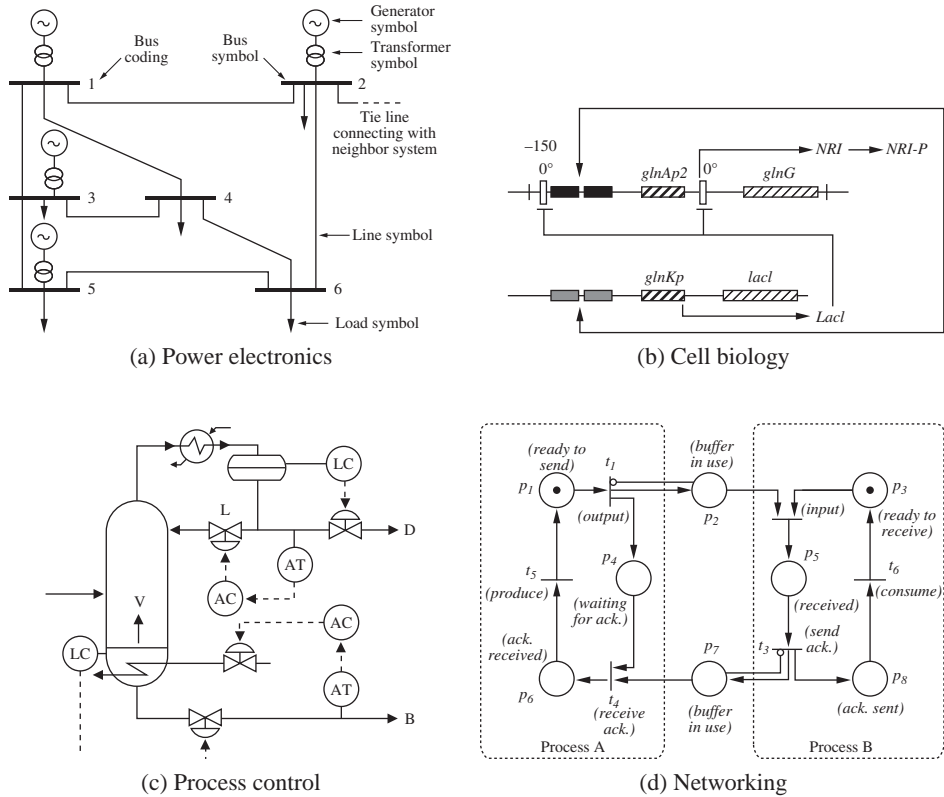 Generator
symbol
Transformer
symbol
Bus
coding
Bus
symbol
1
2
Tie line
connecting with
neighbor system
3
4
Line symbol
5
6
Load symbol
(a) Power electronics
−150
0°
glnAp2
0°
NRI
NRI-P
glnG
glnKp
lacl
Lacl
(b) Cell biology
LC
L
D
AT
AC
V
LC
AC
AT
B
(c) Process control
(ready to
send)
t1
(buffer
in use)
p1
(output)
p2
(input)
p3
(ready to
receive)
p4
p5
t5
(produce)
(waiting
for ack.)
(received)
t6
(consume)
(ack.
received)
(send
ack.)
p7
t3
p6
t4
(receive
ack.)
(buffer
in use)
p8
(ack. sent)
Process A
Process B
(d) Networking